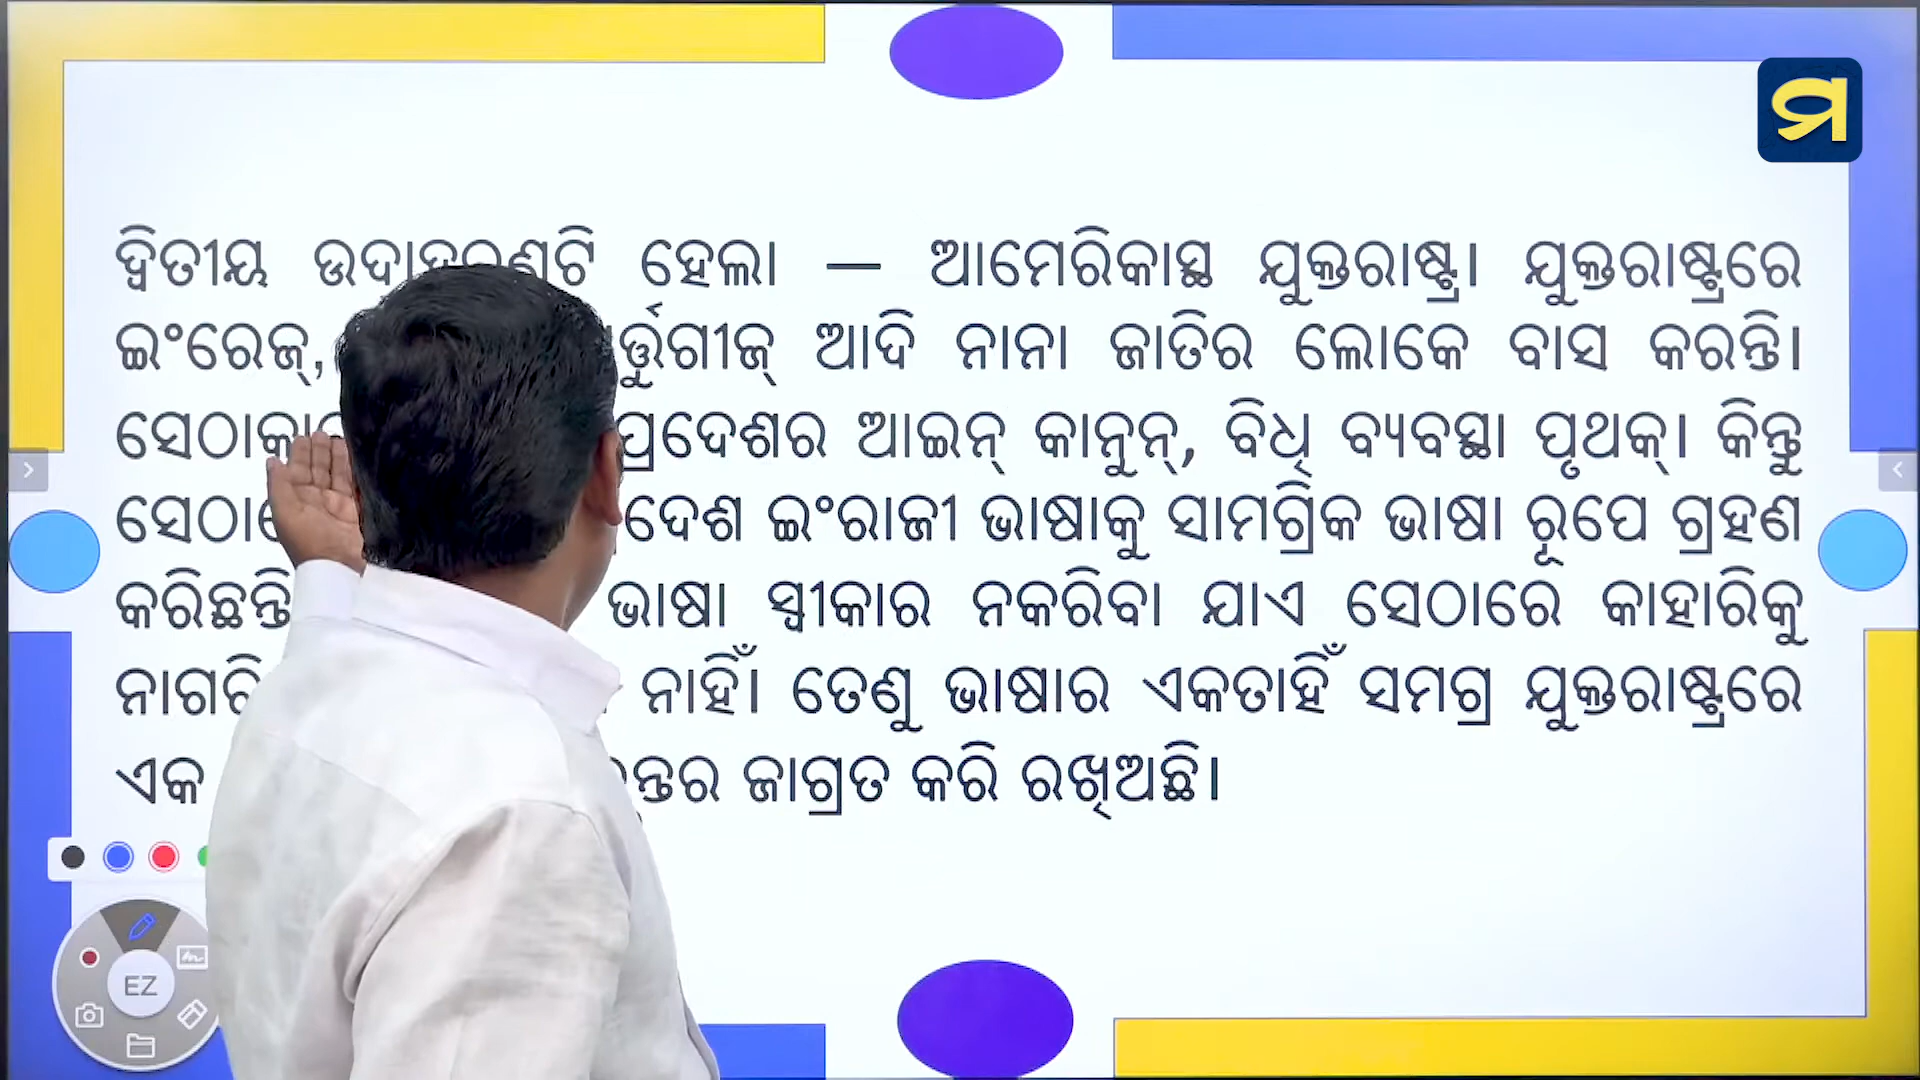 ମ
ଦ୍ୱିତୀୟ ହେଲା — ଆମେରିକାସ୍ଥ ଯୁକ୍ତରାଷ୍ଟ୍ର। ଯୁକ୍ତରାଷ୍ଟ୍ରରେ
ଇଂରେଜ୍, ଆଦି ନାନା ଜାତିର ଲୋକେ ବାସ କରନ୍ତି।
ପ୍ରଦେଶର ଆଇନ୍ କାନୁନ୍, ବିଧି ବ୍ୟବସ୍ଥା ପୃଥକ୍। କିନ୍ତୁ
ଇଂରାଜୀ ଭାଷାକୁ ସାମଗ୍ରିକ ଭାଷା ରୂପେ ଗ୍ରହଣ
କରିଛନ୍ତି ଭାଷା ସ୍ୱୀକାର ନକରିବା ଯାଏ ସେଠାରେ କାହାରିକୁ
ନାହିଁ। ତେଣୁ ଭାଷାର ଏକତାହିଁ ସମଗ୍ର ଯୁକ୍ତରାଷ୍ଟ୍ରରେ
ଏକ ଜାଗ୍ରତ କରି ରଖିଅଛି।
EZ